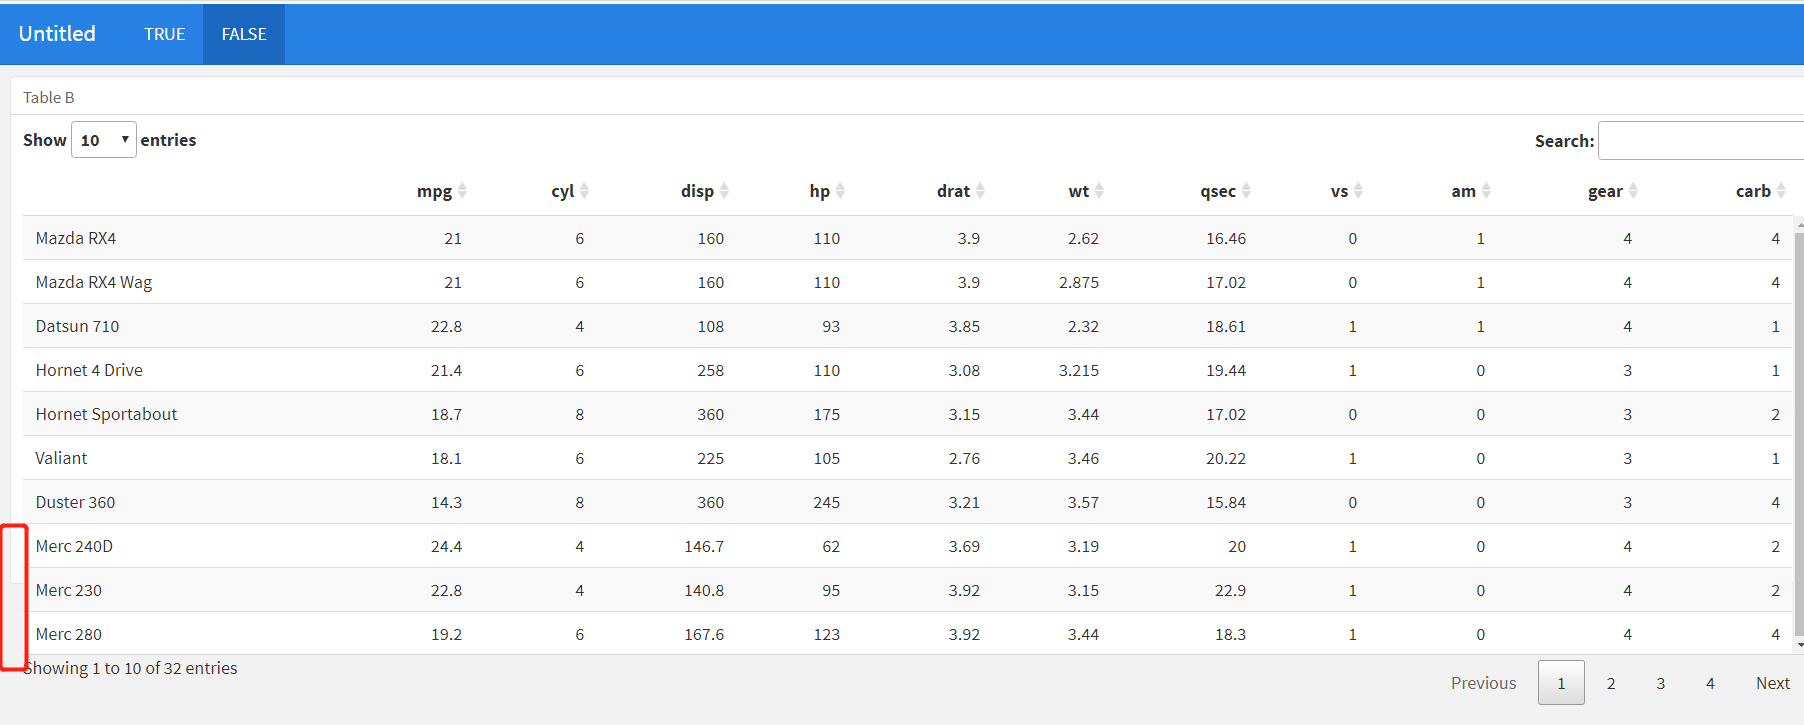 Untitled TRUE FALSE
Table B
Show 10 entries Search:
mpg cyl disp hp drat wt qsec vs am gear carb
Mazda RX4 21 6 160 110 3.9 2.62 16.46 0 1 4 4
Mazda RX4 Wag 21 6 160 110 3.9 2.875 17.02 0 1 4 4
Datsun 710 22.8 4 108 93 3.85 2.32 18.61 1 1 4 1
Hornet 4 Drive 21.4 6 258 110 3.08 3.215 19.44 1 0 3 1
Hornet Sportabout 18.7 8 360 175 3.15 3.44 17.02 0 0 3 2
Valiant 18.1 6 225 105 2.76 3.46 20.22 1 0 3 1
Duster 360 14.3 8 360 245 3.21 3.57 15.84 0 0 3 4
Merc 240D 24.4 4 146.7 62 3.69 3.19 20 1 0 4 2
Merc 230 22.8 4 140.8 95 3.92 3.15 22.9 1 0 4 2
Merc 280 19.2 6 167.6 123 3.92 3.44 18.3 1 0 4 4
Showing 1 to 10 of 32 entries
Previous 1 2 3 4 Next